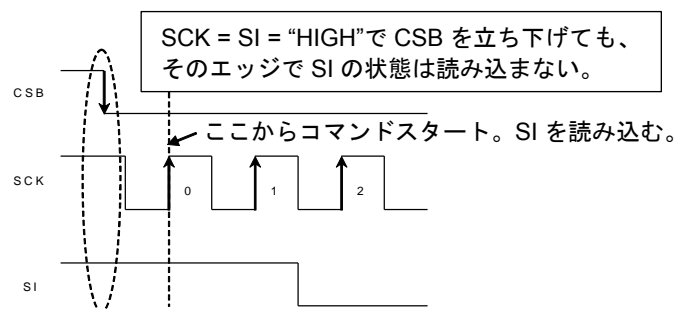 SCK = SI = “HIGH”で CSB を立ち下げても、
そのエッジで SI の状態は読み込まない。
CSB
ここからコマンドスタート。SI を読み込む。
SCK
0
1
2
SI